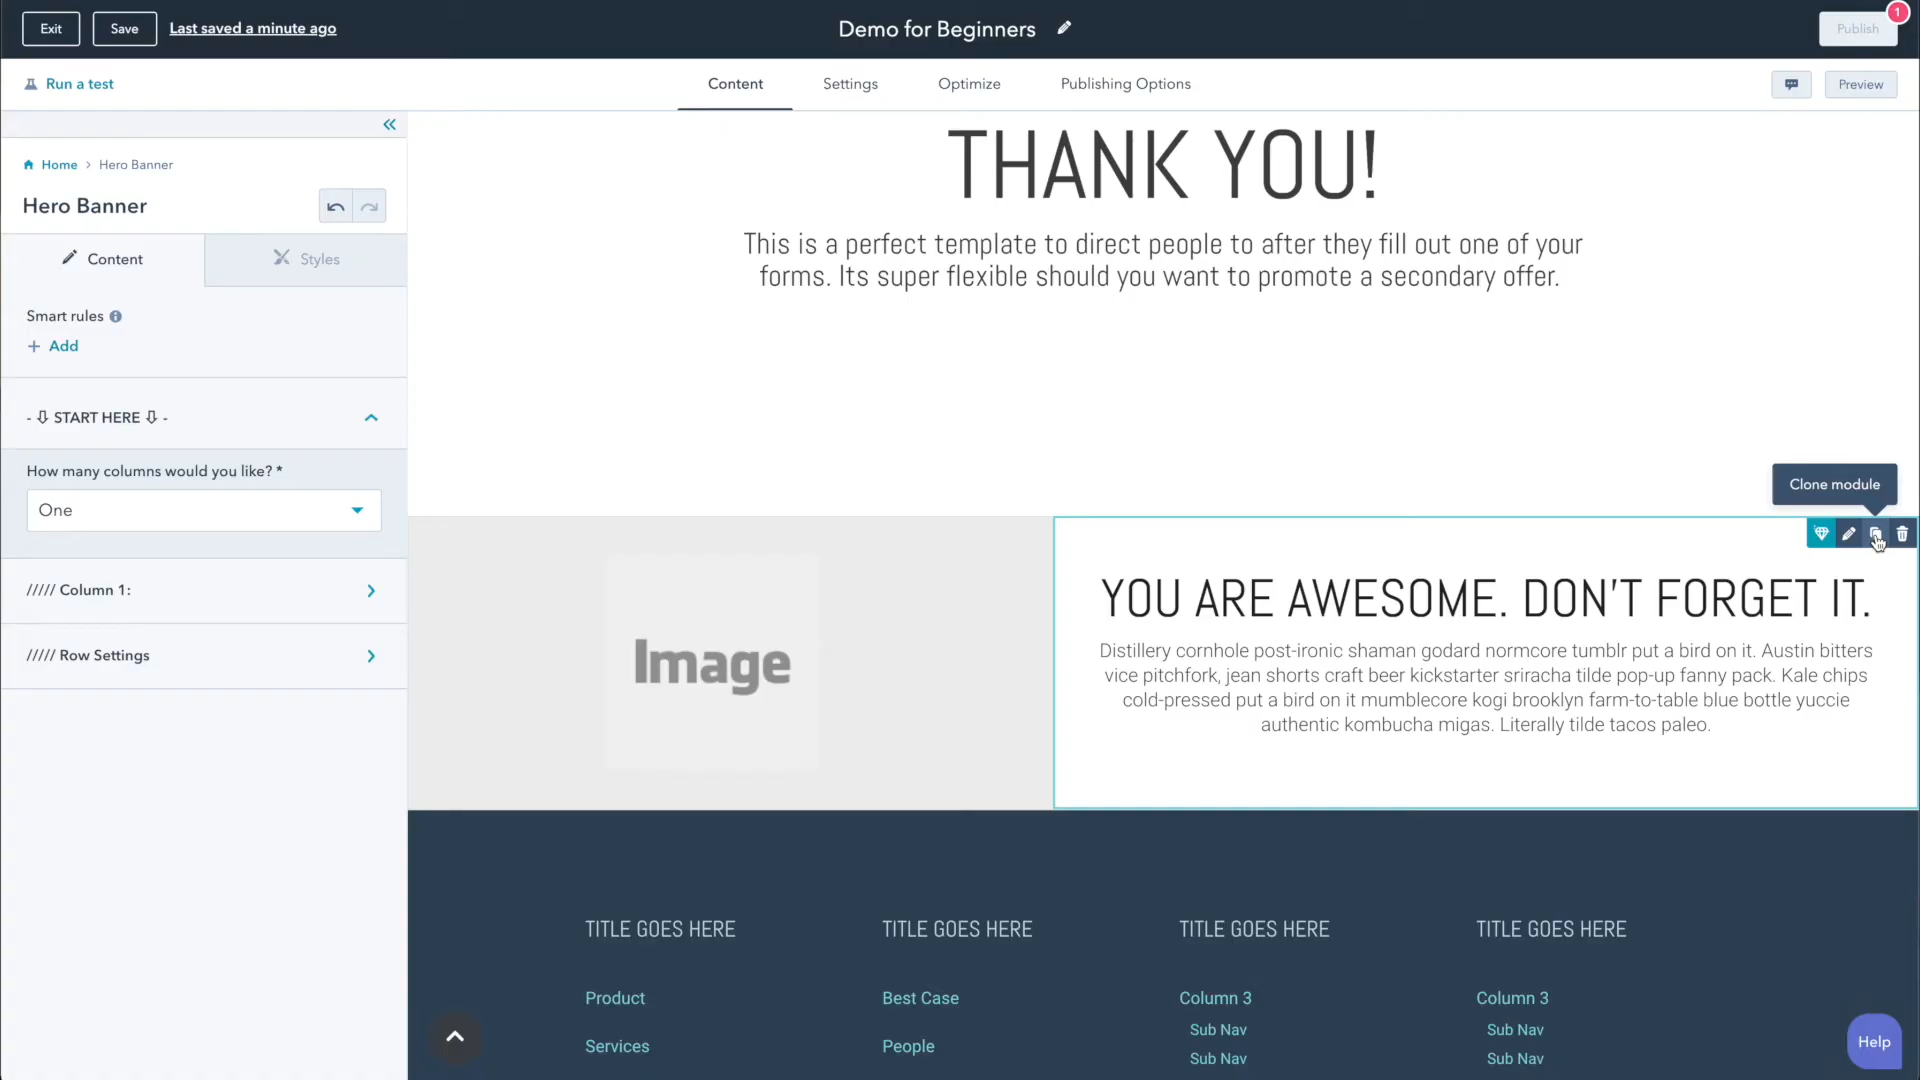 Exit
Save
Last saved a minute ago
Demo for Beginners
Publish
1
Run a test
Content
Settings
Optimize
Publishing Options
Preview
Home > Hero Banner
Hero Banner
Content
Styles
Smart rules
+ Add
- ⇩ START HERE ⇩ -
How many columns would you like? *
One
///// Column 1:
///// Row Settings
THANK YOU!
This is a perfect template to direct people to after they fill out one of your
forms. Its super flexible should you want to promote a secondary offer.
Clone module
Image
YOU ARE AWESOME. DON'T FORGET IT.
Distillery cornhole post-ironic shaman godard normcore tumblr put a bird on it. Austin bitters
vice pitchfork, jean shorts craft beer kickstarter sriracha tilde pop-up fanny pack. Kale chips
cold-pressed put a bird on it mumblecore kogi brooklyn farm-to-table blue bottle yuccie
authentic kombucha migas. Literally tilde tacos paleo.
TITLE GOES HERE
Product
Services
TITLE GOES HERE
Best Case
People
TITLE GOES HERE
Column 3
Sub Nav
Sub Nav
TITLE GOES HERE
Column 3
Sub Nav
Sub Nav
Help